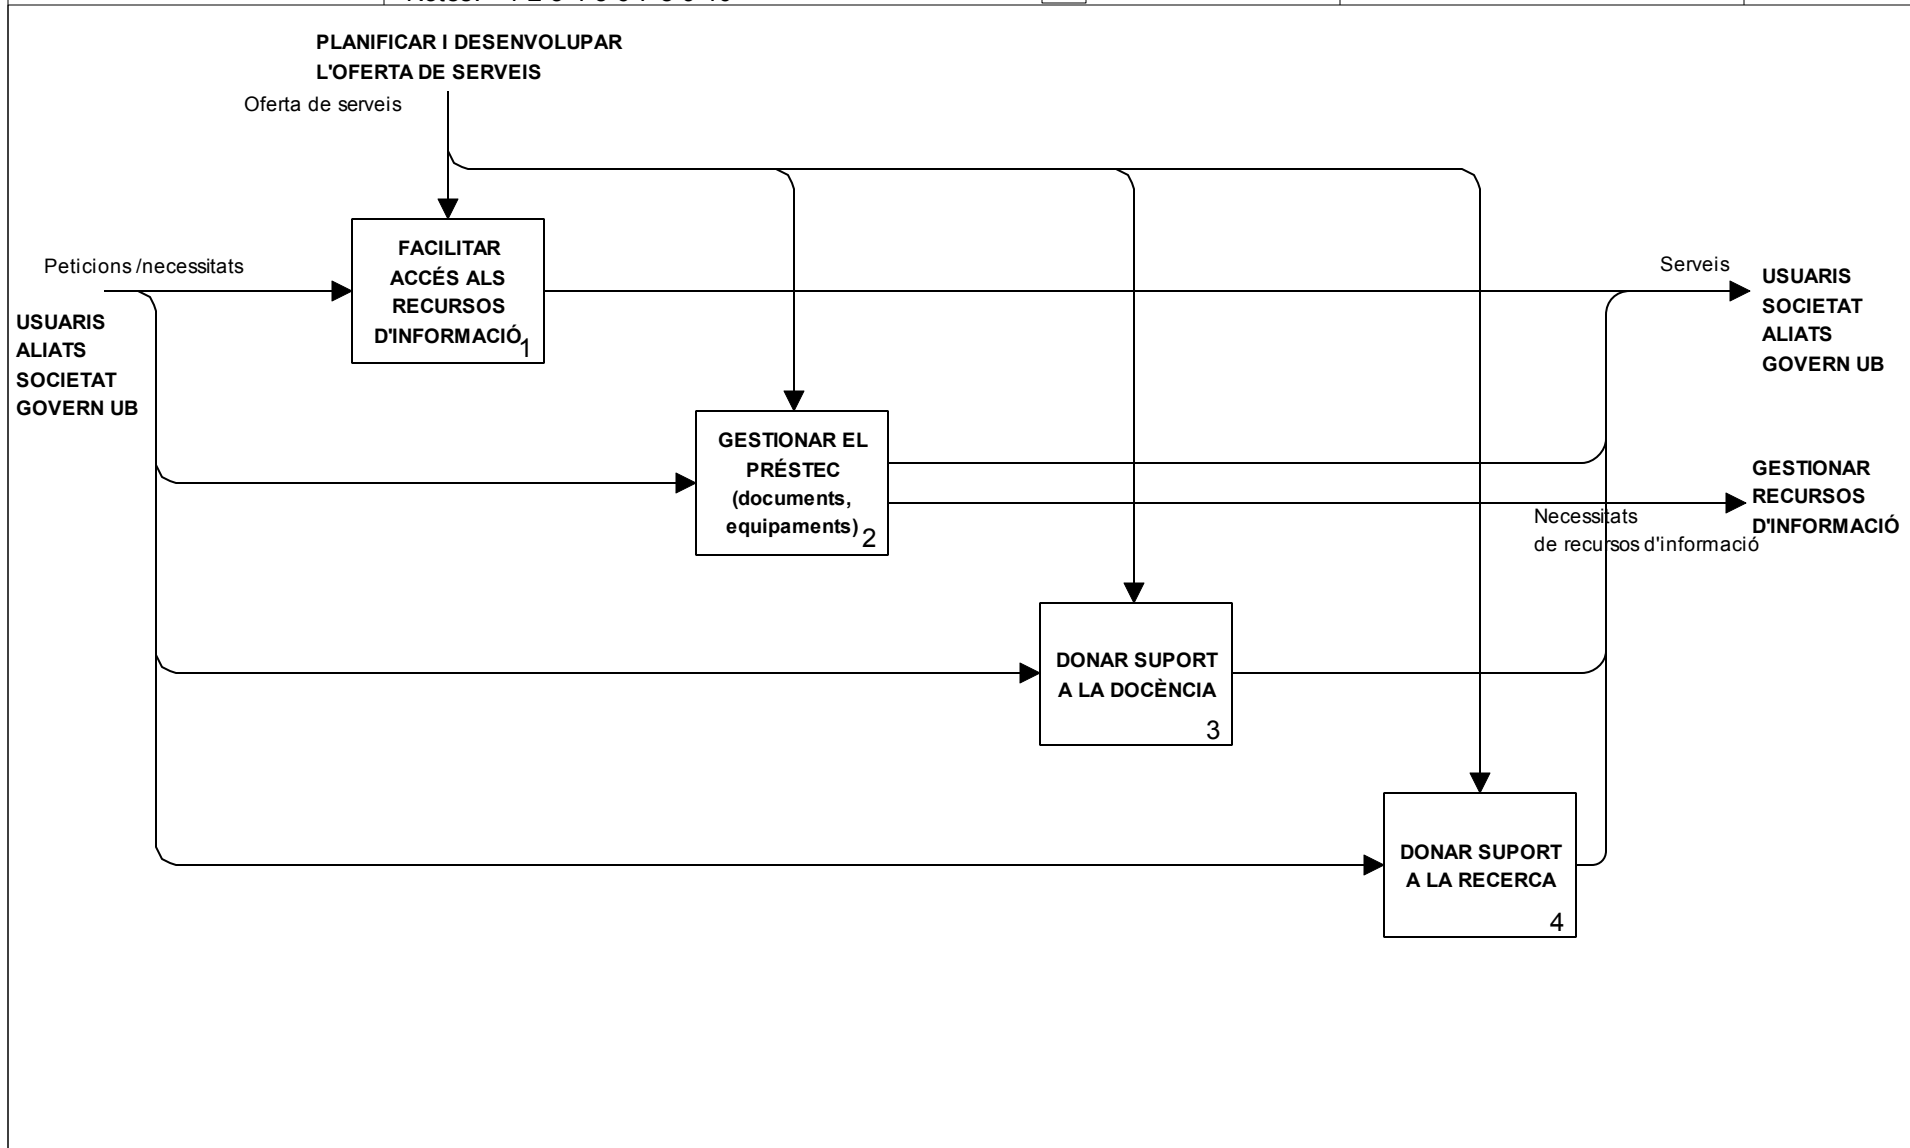 PLANIFICAR I DESENVOLUPAR
L'OFERTA DE SERVEIS
Oferta de serveis
FACILITAR
ACCÉS ALS
RECURSOS
D'INFORMACIÓ
1
Peticions /necessitats
USUARIS
ALIATS
SOCIETAT
GOVERN UB
Serveis
USUARIS
SOCIETAT
ALIATS
GOVERN UB
GESTIONAR EL
PRÉSTEC
(documents,
equipaments)
2
GESTIONAR
RECURSOS
D'INFORMACIÓ
Necessitats
de recursos d'informació
DONAR SUPORT
A LA DOCÈNCIA
3
DONAR SUPORT
A LA RECERCA
4